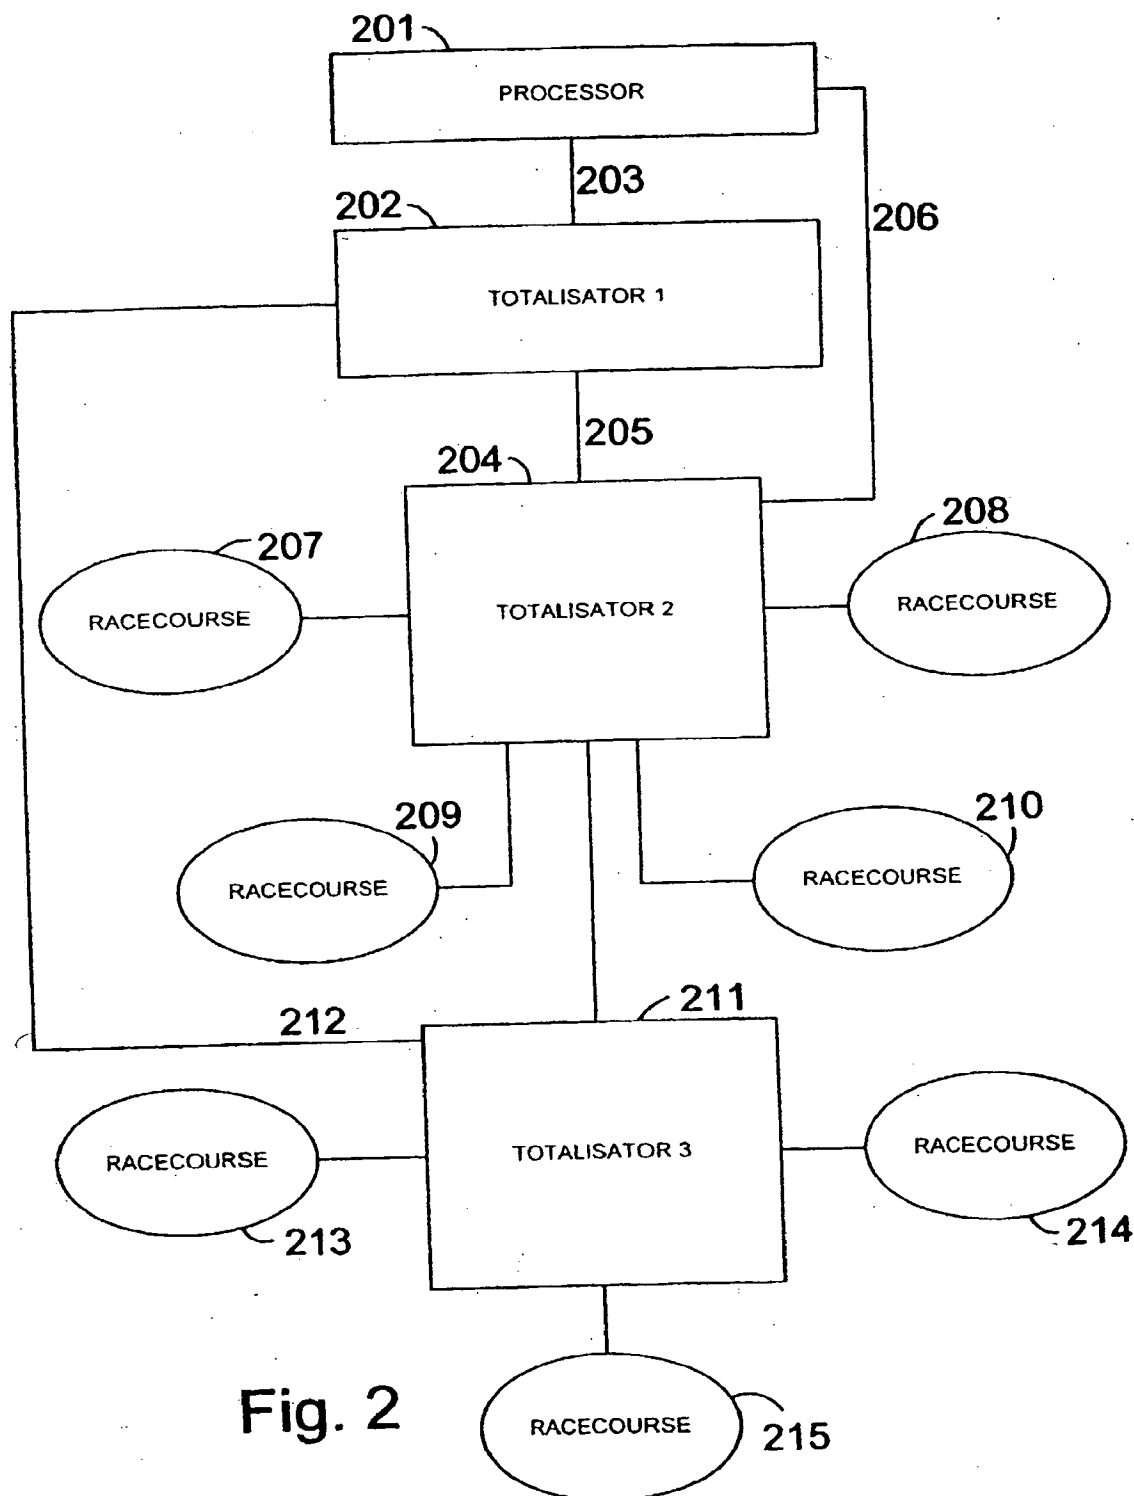 201
PROCESSOR
203
202
206
TOTALISATOR 1
205
204
208
207
TOTALISATOR 2
RACECOURSE
RACECOURSE
209
210
RACECOURSE
RACECOURSE
211
212
TOTALISATOR 3
RACECOURSE
RACECOURSE
213
214
Fig. 2
RACECOURSE
215